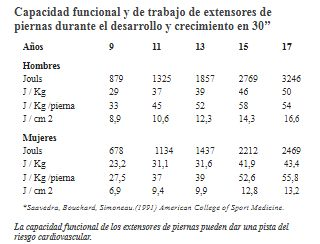 Capacidad funcional y de trabajo de extensores de
piernas durante el desarrollo y crecimiento en 30”
Años 9 11 13 15 17
Hombres
Jouls 879 1325 1857 2769 3246
J / Kg 29 37 39 46 50
J / Kg /pierna 33 45 52 58 54
J / cm 2 8,9 10,6 12,3 14,3 16,6
Mujeres
Jouls 678 1134 1437 2212 2469
J / Kg 23,2 31,1 31,6 41,9 43,4
J / Kg /pierna 27,5 37 39 52,6 55,8
J / cm 2 6,9 9,4 9,9 12,8 13,2
*Saavedra, Bouckard, Simoneau.(1991) American College of Sport Medicine.
La capacidad funcional de los extensores de piernas pueden dar una pista del
riesgo cardiovascular.